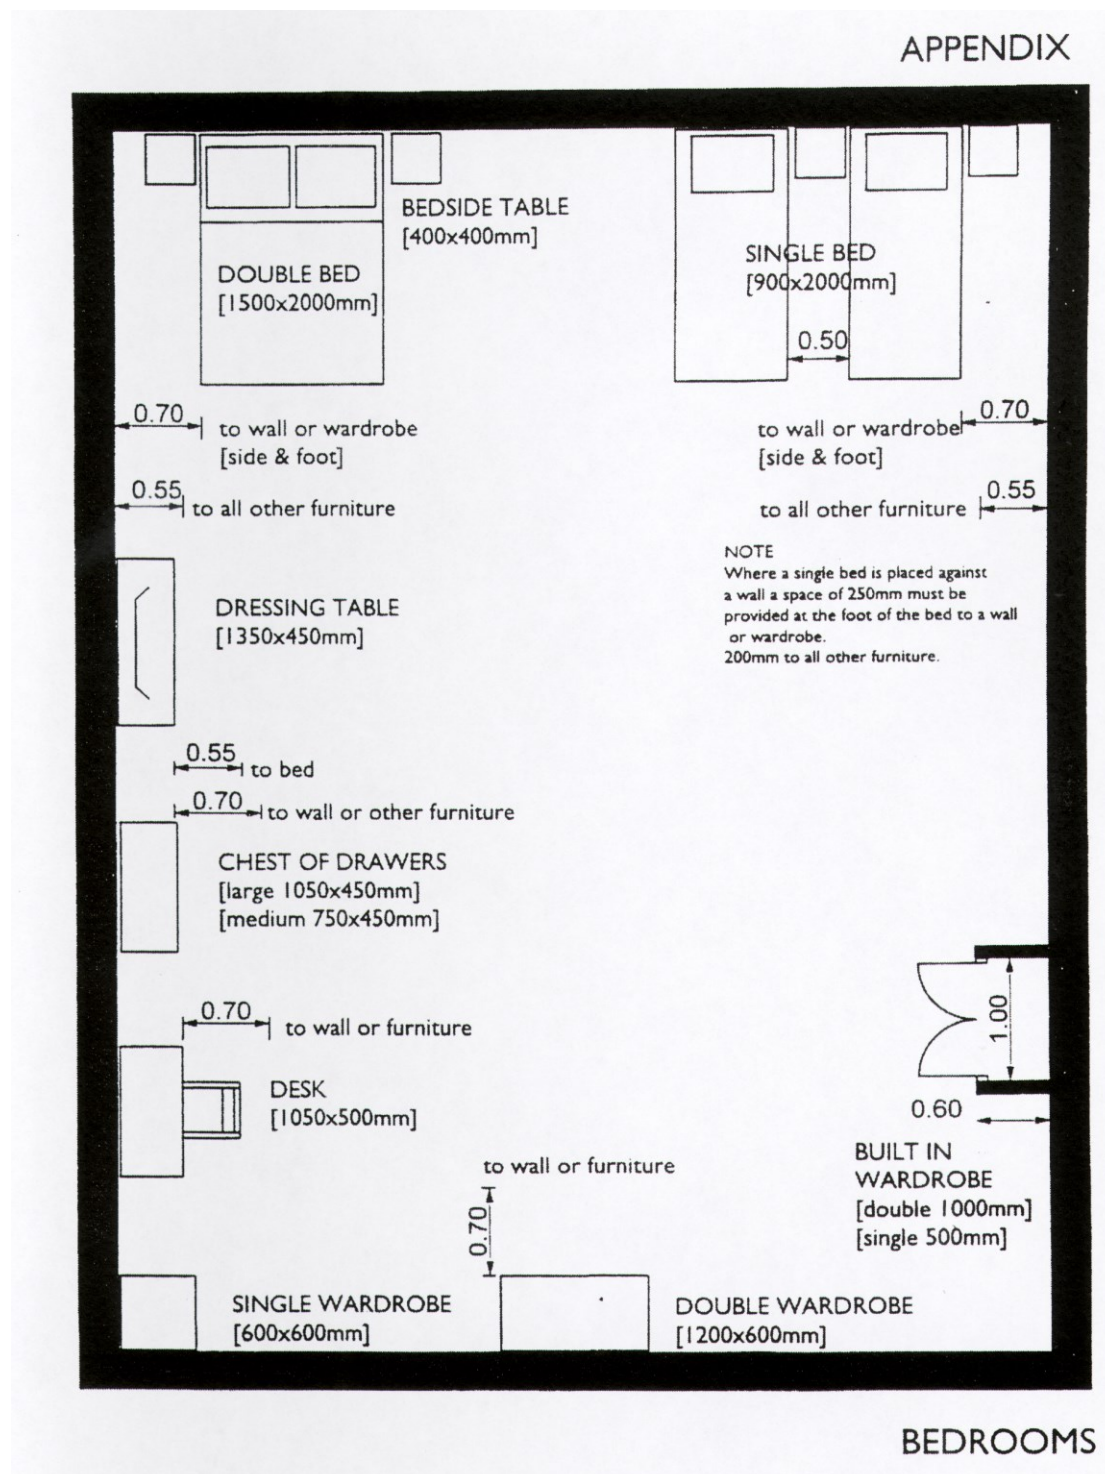 APPENDIX
BEDSIDE TABLE
[400x400mm]
DOUBLE BED
[1500x2000mm]
SINGLE BED
[900x2000mm]
0.50
0.70
to wall or wardrobe
[side & foot]
0.55
to all other furniture
0.70
to wall or wardrobe
[side & foot]
0.55
to all other furniture
NOTE
Where a single bed is placed against
a wall a space of 250mm must be
provided at the foot of the bed to a wall
or wardrobe.
200mm to all other furniture.
DRESSING TABLE
[1350x450mm]
0.55
to bed
0.70
to wall or other furniture
CHEST OF DRAWERS
[large 1050x450mm]
[medium 750x450mm]
0.70
to wall or furniture
DESK
[1050x500mm]
1.00
0.60
BUILT IN
WARDROBE
[double 1000mm]
[single 500mm]
to wall or furniture
0.70
SINGLE WARDROBE
[600x600mm]
DOUBLE WARDROBE
[1200x600mm]
BEDROOMS